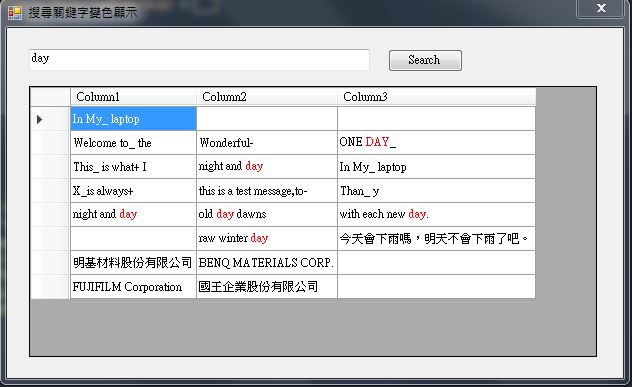 搜尋關鍵字變色顯示
day
Search
Column1 Column2 Column3
In My_ laptop
Welcome to_ the Wonderful- ONE DAY_
This_ is what+ I night and day In My_ laptop
X_is always+ this is a test message,to- Than_ y
night and day old day dawns with each new day.
raw winter day 今天會下雨嗎，明天不會下雨了吧。
明基材料股份有限公司 BENQ MATERIALS CORP.
FUJIFILM Corporation 國王企業股份有限公司